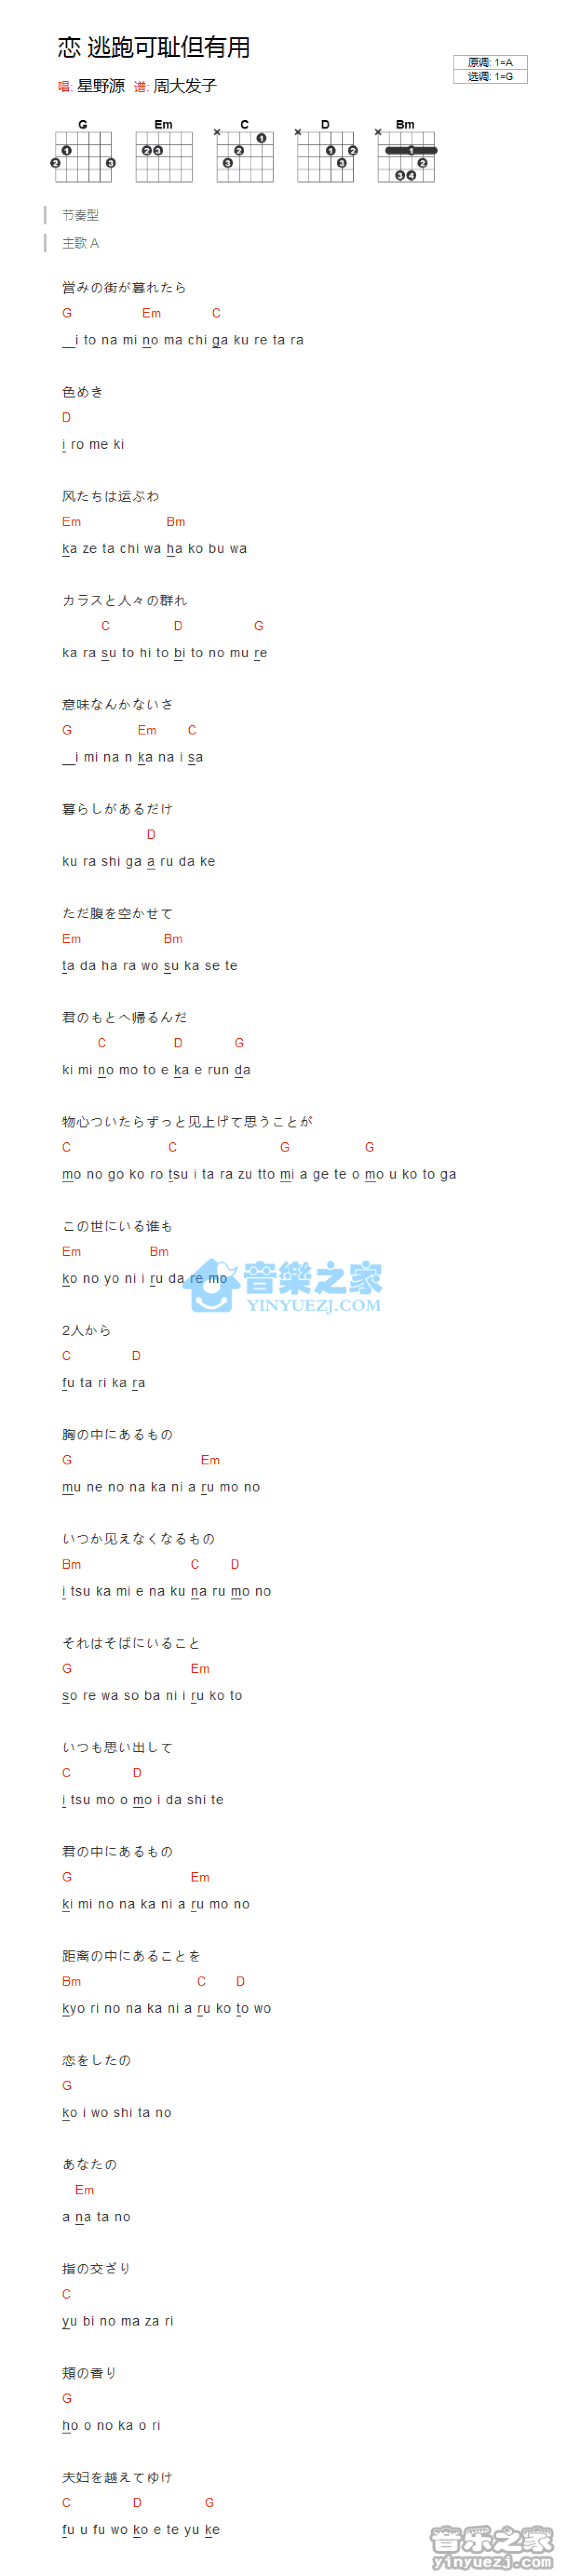 恋 逃跑可耻但有用
原调: 1=A
唱: 星野源 谱: 周大发子
选调: 1=G
G Em C D Bm
节奏型
主歌 A
営みの街が暮れたら
G Em C
__i to na mi no ma chi ga ku re ta ra
色めき
D
i ro me ki
风たちは运ぶわ
Em Bm
ka ze ta chi wa ha ko bu wa
カラスと人々の群れ
C D G
ka ra su to hi to bi to no mu re
意味なんかないさ
G Em C
__i mi na n ka na i sa
暮らしがあるだけ
D
ku ra shi ga a ru da ke
ただ腹を空かせて
Em Bm
ta da ha ra wo su ka se te
君のもとへ帰るんだ
C D G
ki mi no mo to e ka e run da
物心ついたらずっと见上げて思うことが
C C G G
mo no go ko ro tsu i ta ra zu tto mi a ge te o mo u ko to ga
この世にいる谁も
Em Bm
ko no yo ni i ru da re mo
音樂之家
YINYUEZJ.COM
2人から
C D
fu ta ri ka ra
胸の中にあるもの
G Em
mu ne no na ka ni a ru mo no
いつか见えなくなるもの
Bm C D
i tsu ka mi e na ku na ru mo no
それはそばにいること
G Em
so re wa so ba ni i ru ko to
いつも思い出して
C D
i tsu mo o mo i da shi te
君の中にあるもの
G Em
ki mi no na ka ni a ru mo no
距离の中にあることを
Bm C D
kyo ri no na ka ni a ru ko to wo
恋をしたの
G
ko i wo shi ta no
あなたの
Em
a na ta no
指の交ざり
C
yu bi no ma za ri
頬の香り
G
ho o no ka o ri
夫妇を越えてゆけ
C D G
fu u fu wo ko e te yu ke
音乐之家
yinyuezj.com